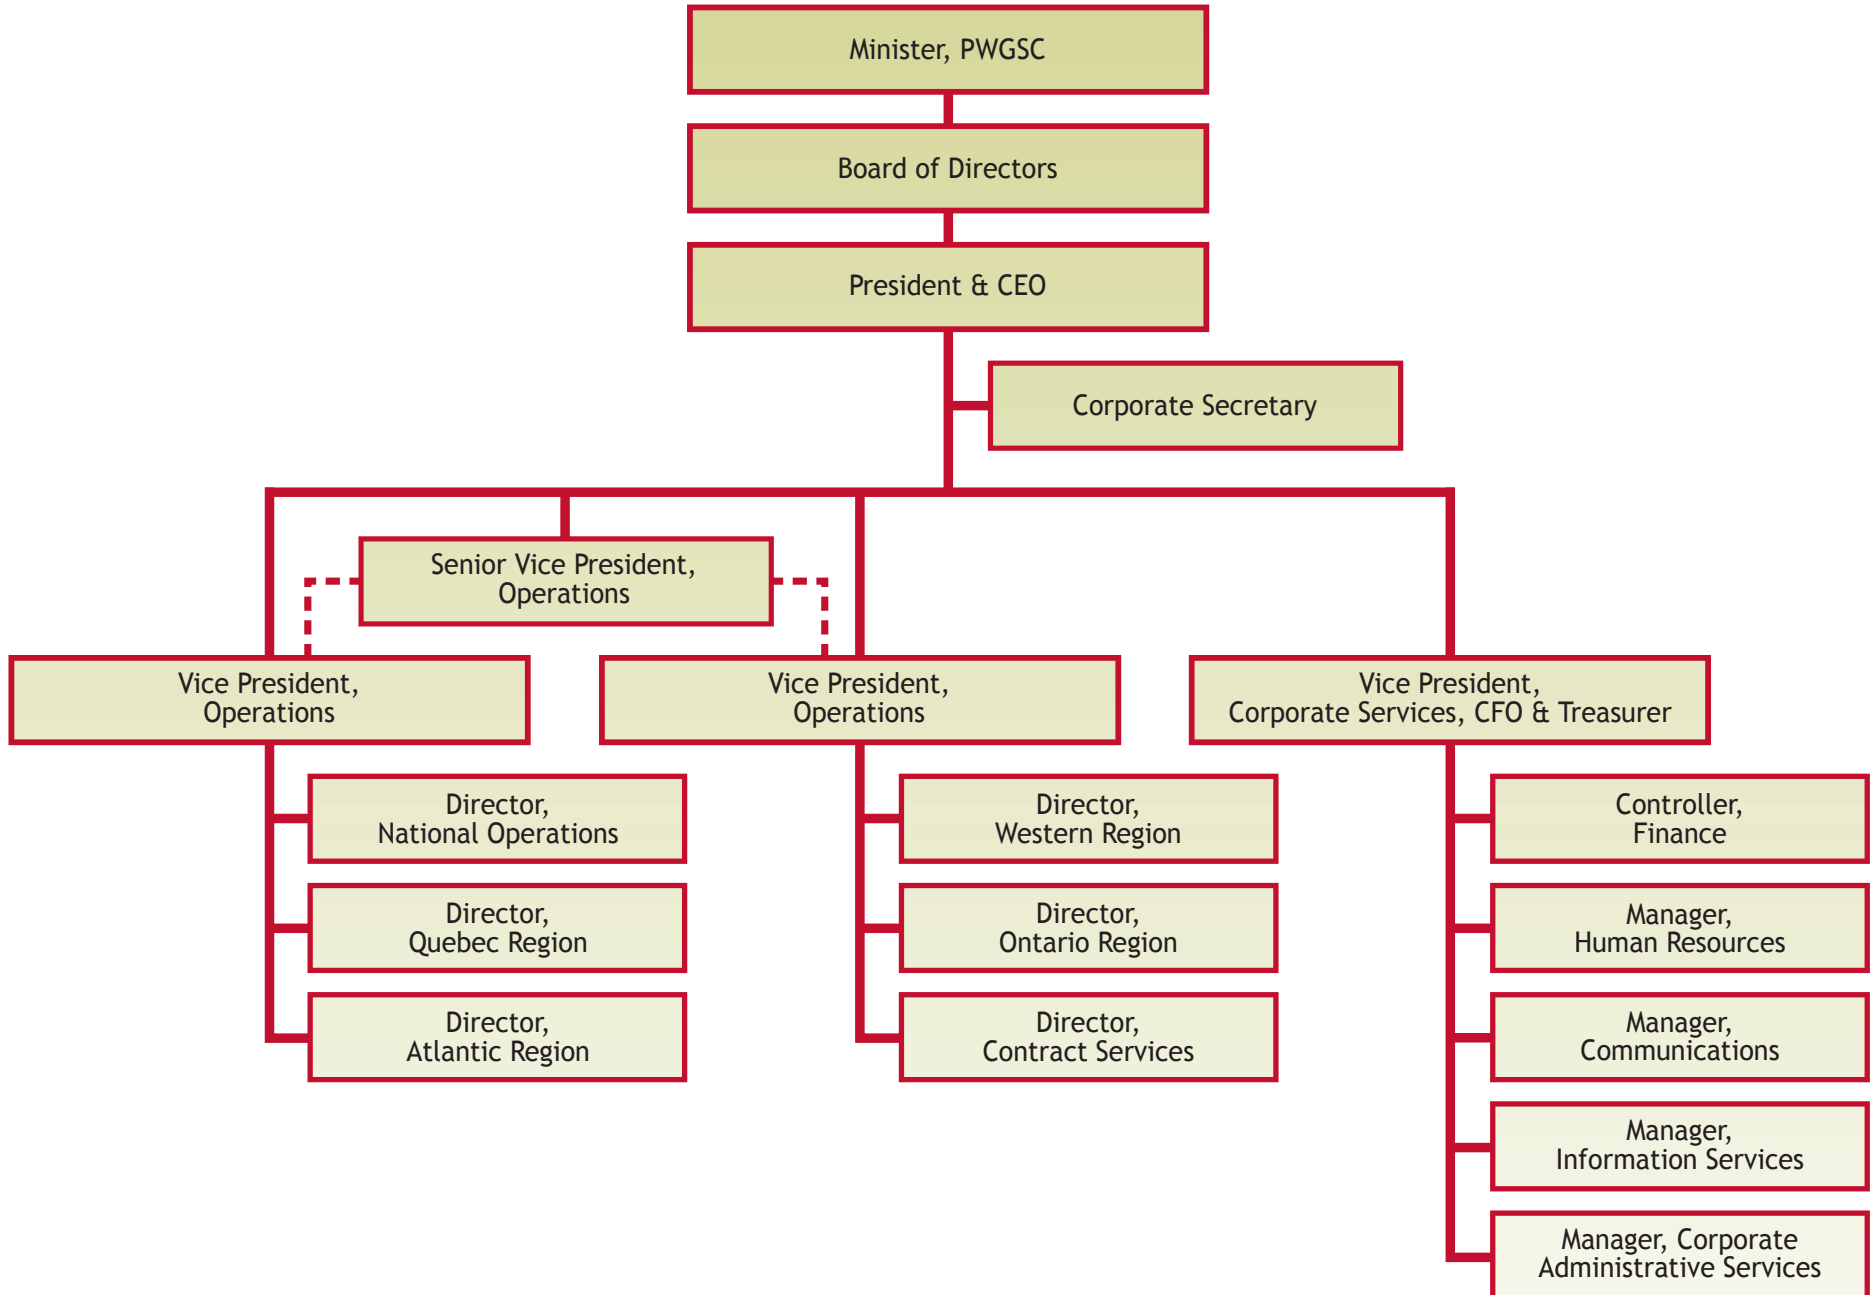 Minister, PWGSC
Board of Directors
President & CEO
Corporate Secretary
Senior Vice President,
Operations
Vice President,
Operations
Vice President,
Operations
Vice President,
Corporate Services, CFO & Treasurer
Director,
National Operations
Director,
Quebec Region
Director,
Atlantic Region
Director,
Western Region
Director,
Ontario Region
Director,
Contract Services
Controller,
Finance
Manager,
Human Resources
Manager,
Communications
Manager,
Information Services
Manager, Corporate
Administrative Services